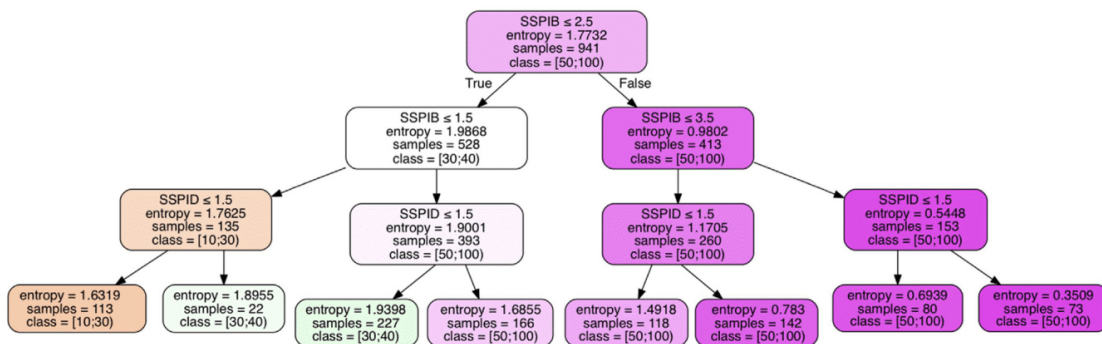 SSPIB ≤ 2.5
entropy = 1.7732
samples = 941
class = [50;100)
True
False
SSPIB ≤ 1.5
entropy = 1.9868
samples = 528
class = [30;40)
SSPIB ≤ 3.5
entropy = 0.9802
samples = 413
class = [50;100)
SSPID ≤ 1.5
entropy = 1.7625
samples = 135
class = [10;30)
SSPID ≤ 1.5
entropy = 1.9001
samples = 393
class = [50;100)
SSPID ≤ 1.5
entropy = 1.1705
samples = 260
class = [50;100)
SSPID ≤ 1.5
entropy = 0.5448
samples = 153
class = [50;100)
entropy = 1.6319
samples = 113
class = [10;30)
entropy = 1.8955
samples = 22
class = [30;40)
entropy = 1.9398
samples = 227
class = [30;40)
entropy = 1.6855
samples = 166
class = [50;100)
entropy = 1.4918
samples = 118
class = [50;100)
entropy = 0.783
samples = 142
class = [50;100)
entropy = 0.6939
samples = 80
class = [50;100)
entropy = 0.3509
samples = 73
class = [50;100)